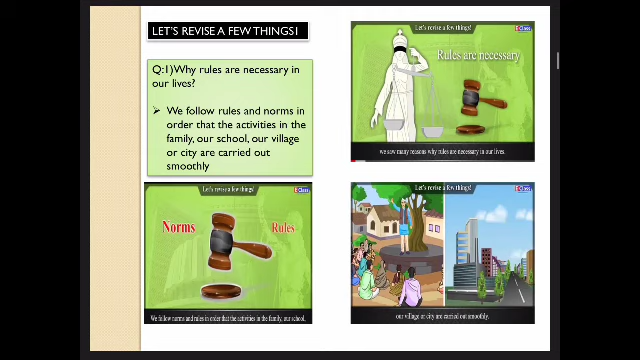 LET'S REVISE A FEW THINGS!
Q:1)Why rules are necessary in
our lives?
➢ We follow rules and norms in
order that the activities in the
family, our school, our village
or city are carried out
smoothly
Let's revise a few things!
E Class
Rules are necessary
we saw many reasons why rules are necessary in our lives.
Let's revise a few things!
E Class
Norms
Rules
We follow norms and rules in order that the activities in the family, our school,
Let's revise a few things!
E Class
our village or city are carried out smoothly.